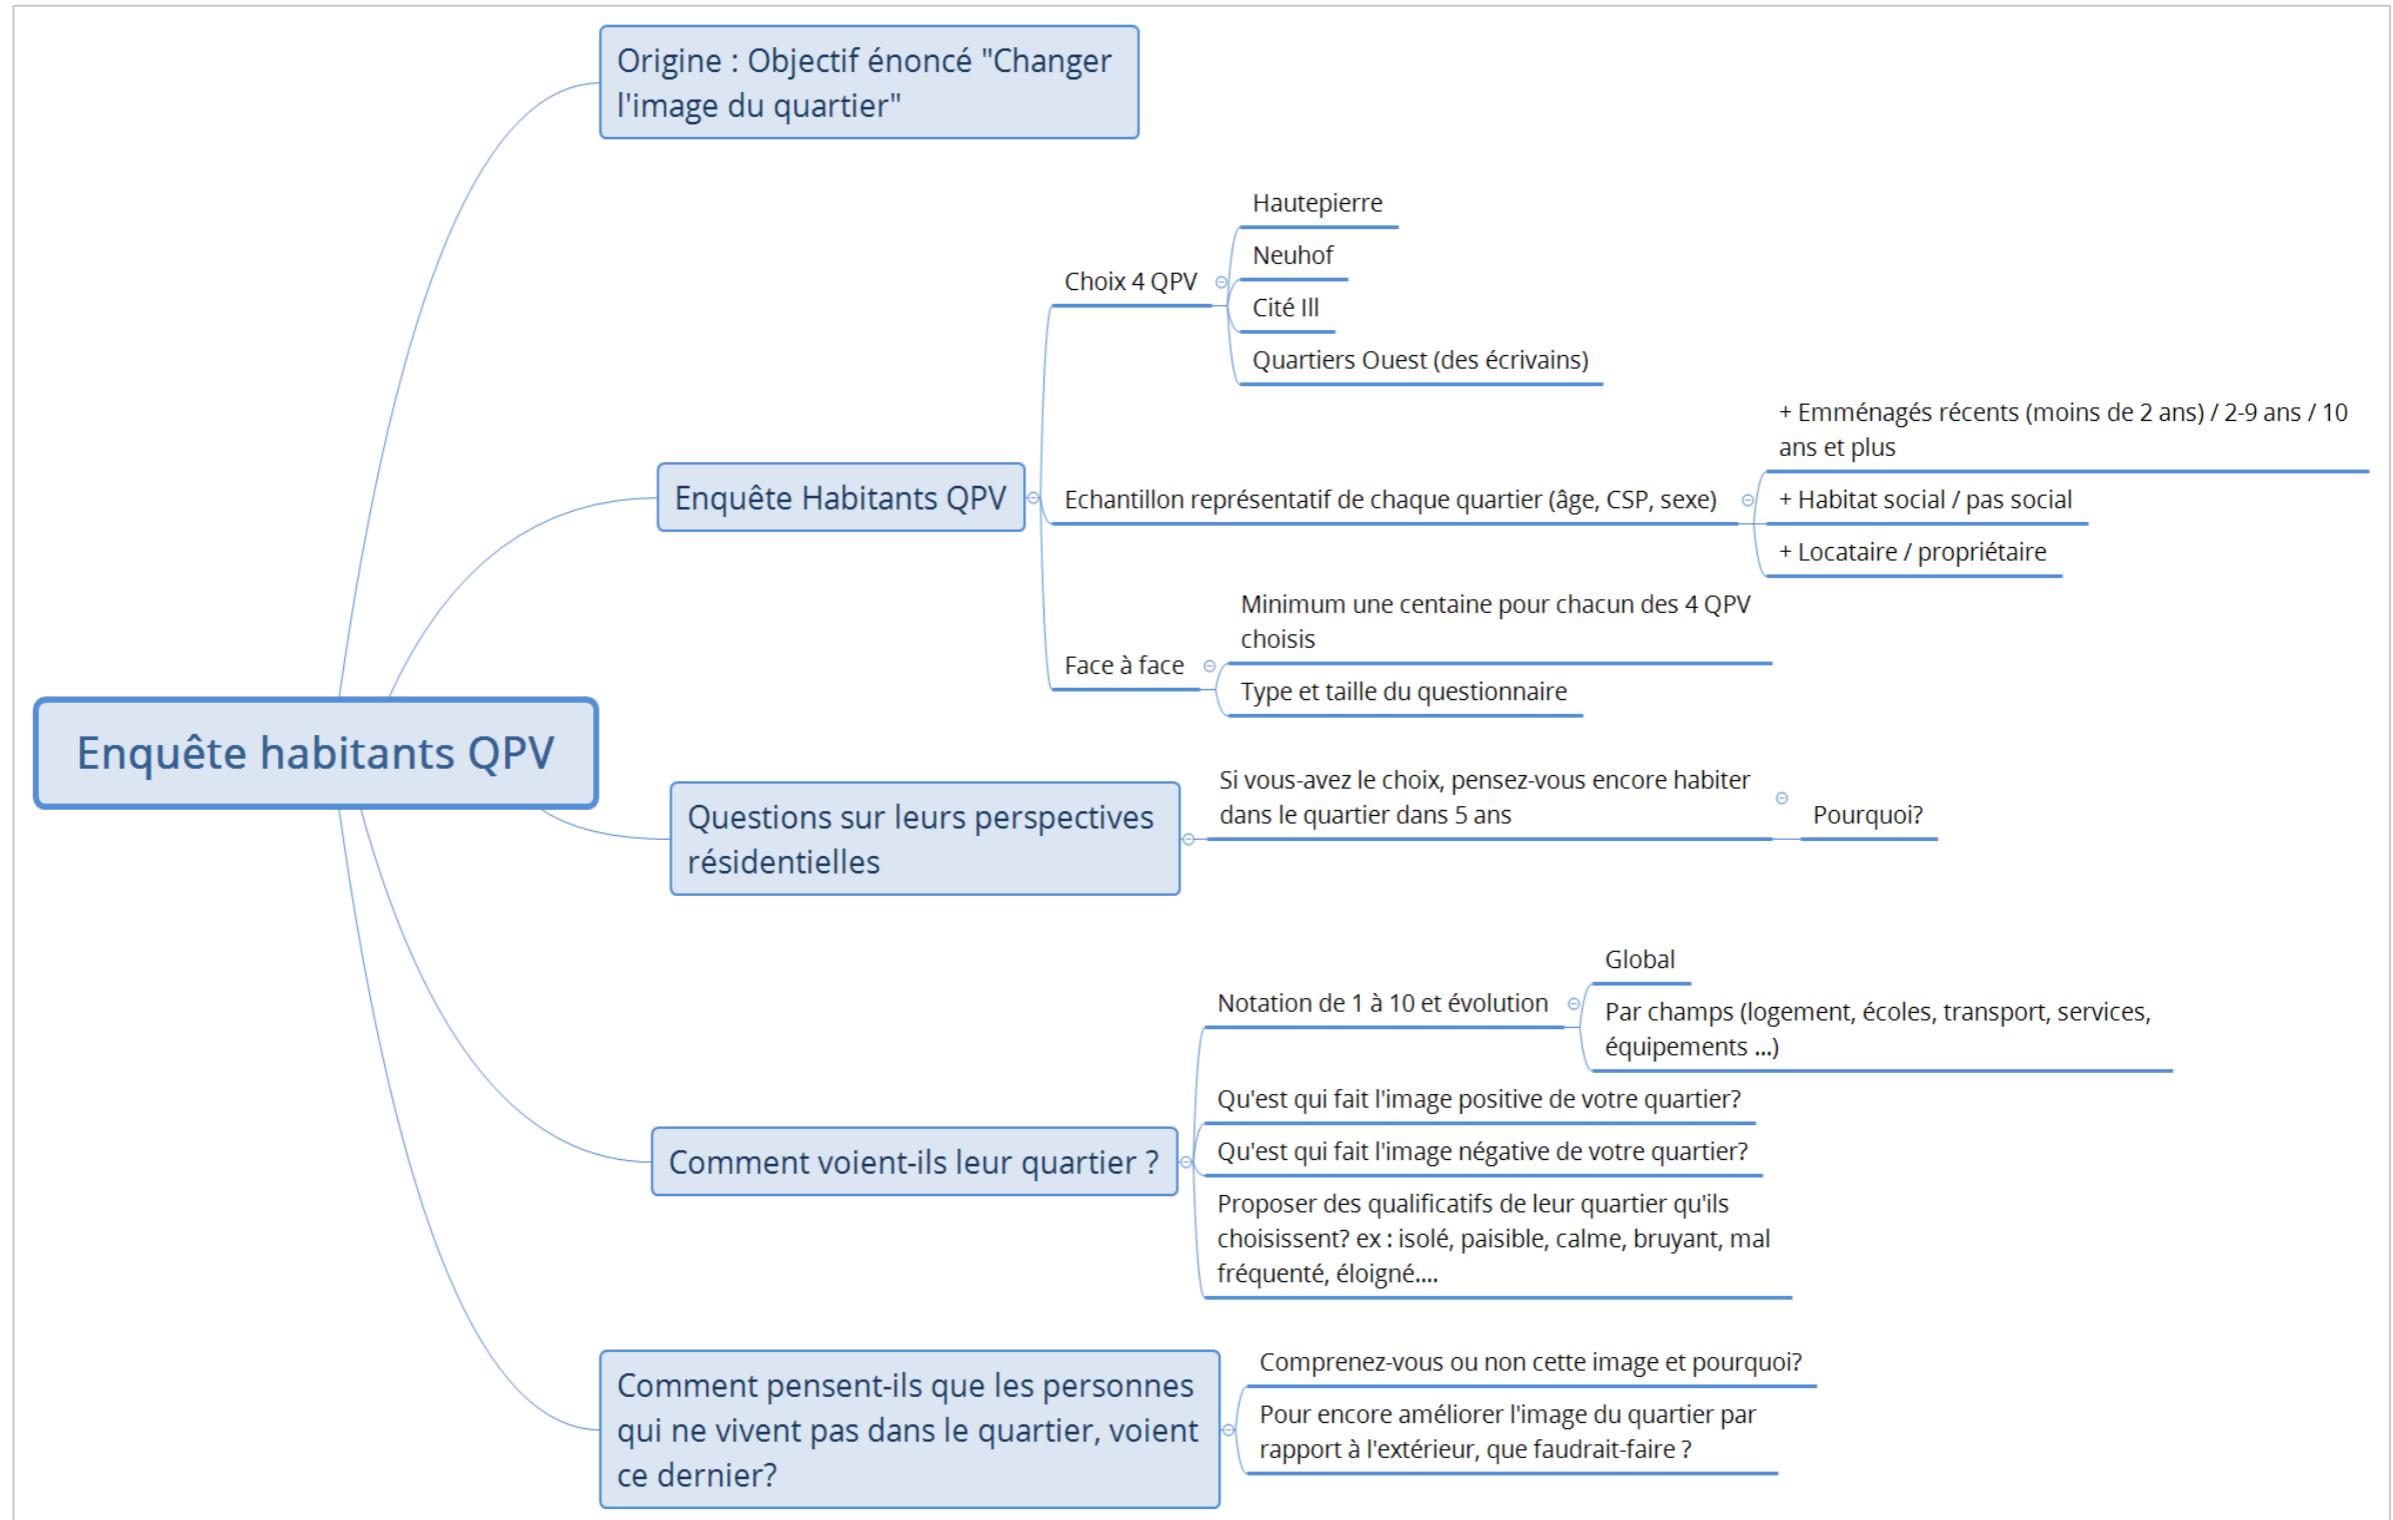 Origine : Objectif énoncé "Changer
l'image du quartier"
Hautepierre
Neuhof
Choix 4 QPV
Cité Ill
Quartiers Ouest (des écrivains)
+ Emménagés récents (moins de 2 ans) / 2-9 ans / 10
ans et plus
Enquête Habitants QPV
Echantillon représentatif de chaque quartier (âge, CSP, sexe)
+ Habitat social / pas social
+ Locataire / propriétaire
Minimum une centaine pour chacun des 4 QPV
choisis
Face à face
Type et taille du questionnaire
Enquête habitants QPV
Questions sur leurs perspectives
résidentielles
Si vous-avez le choix, pensez-vous encore habiter
dans le quartier dans 5 ans
Pourquoi?
Global
Notation de 1 à 10 et évolution
Par champs (logement, écoles, transport, services,
équipements ...)
Qu'est qui fait l'image positive de votre quartier?
Comment voient-ils leur quartier ?
Qu'est qui fait l'image négative de votre quartier?
Proposer des qualificatifs de leur quartier qu'ils
choisissent? ex : isolé, paisible, calme, bruyant, mal
fréquenté, éloigné....
Comment pensent-ils que les personnes
qui ne vivent pas dans le quartier, voient
ce dernier?
Comprenez-vous ou non cette image et pourquoi?
Pour encore améliorer l'image du quartier par
rapport à l'extérieur, que faudrait-faire ?